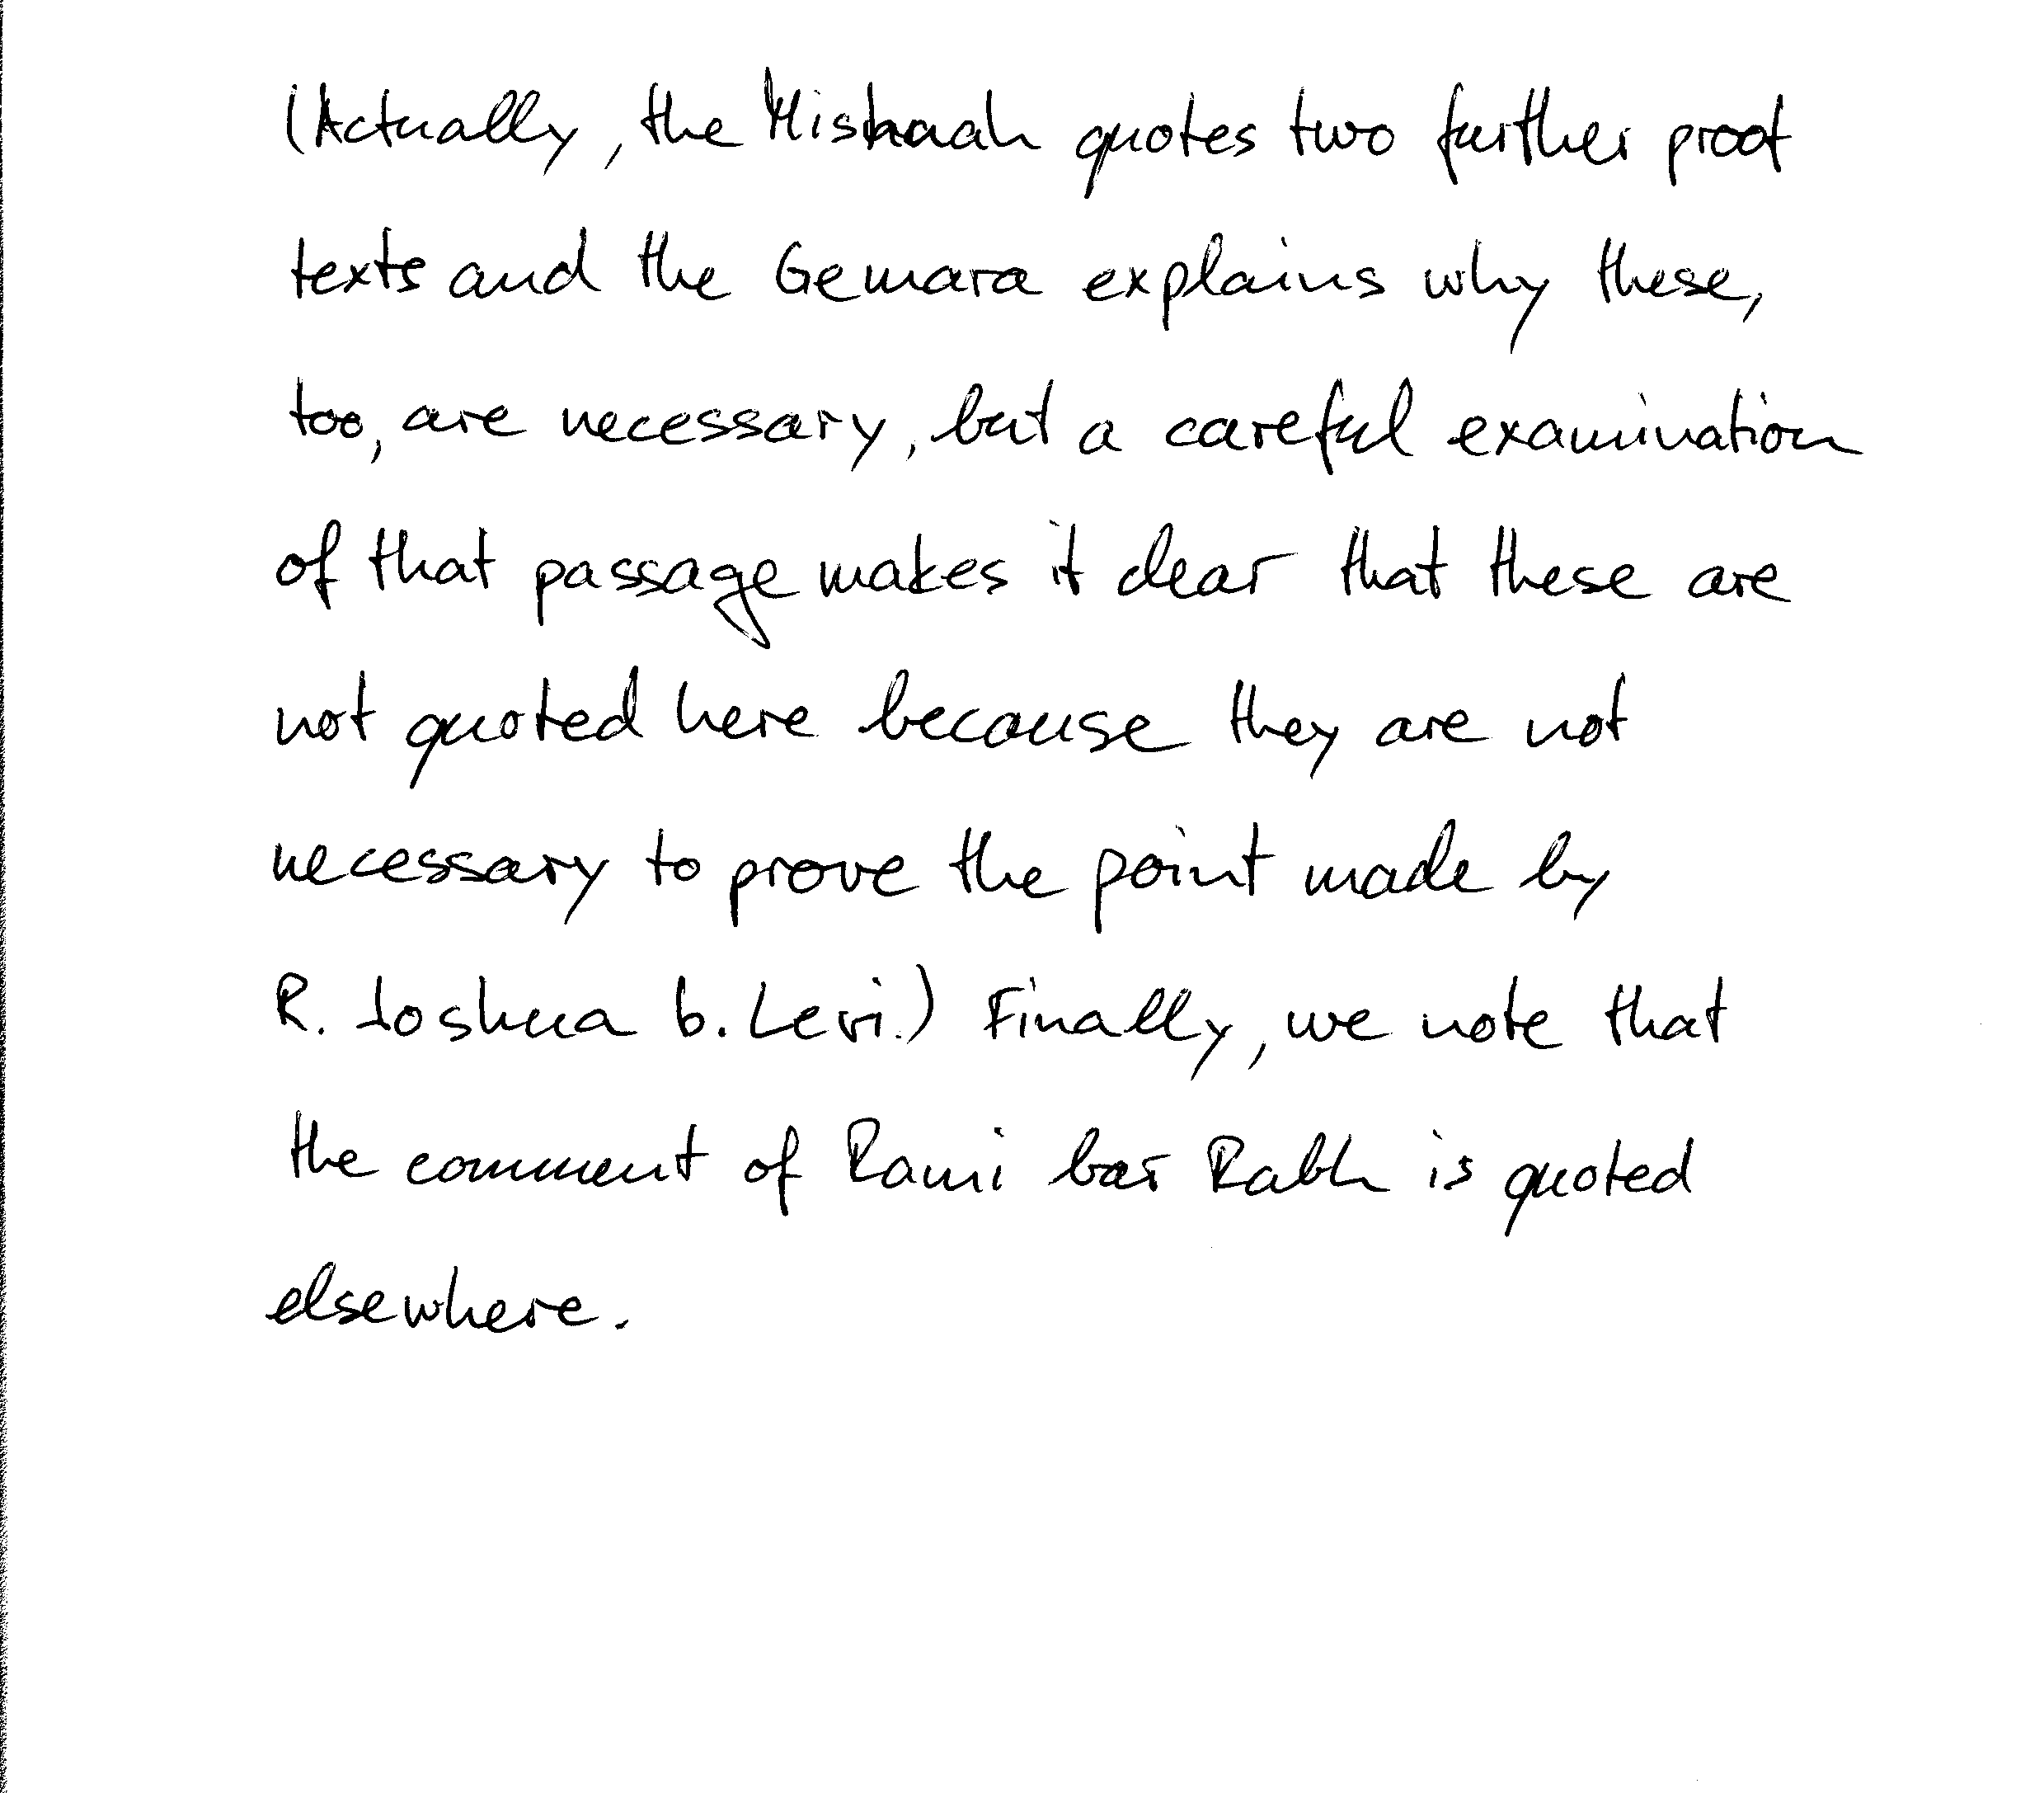 (Actually, the Mishnah quotes two further proof
texts and the Gemara explains why these,
too, are necessary, but a careful examination
of that passage makes it clear that these are
not quoted here because they are not
necessary to prove the point made by
R. Joshua b. Levi.) Finally, we note that
the comment of Rami bar Rabh is quoted
elsewhere.